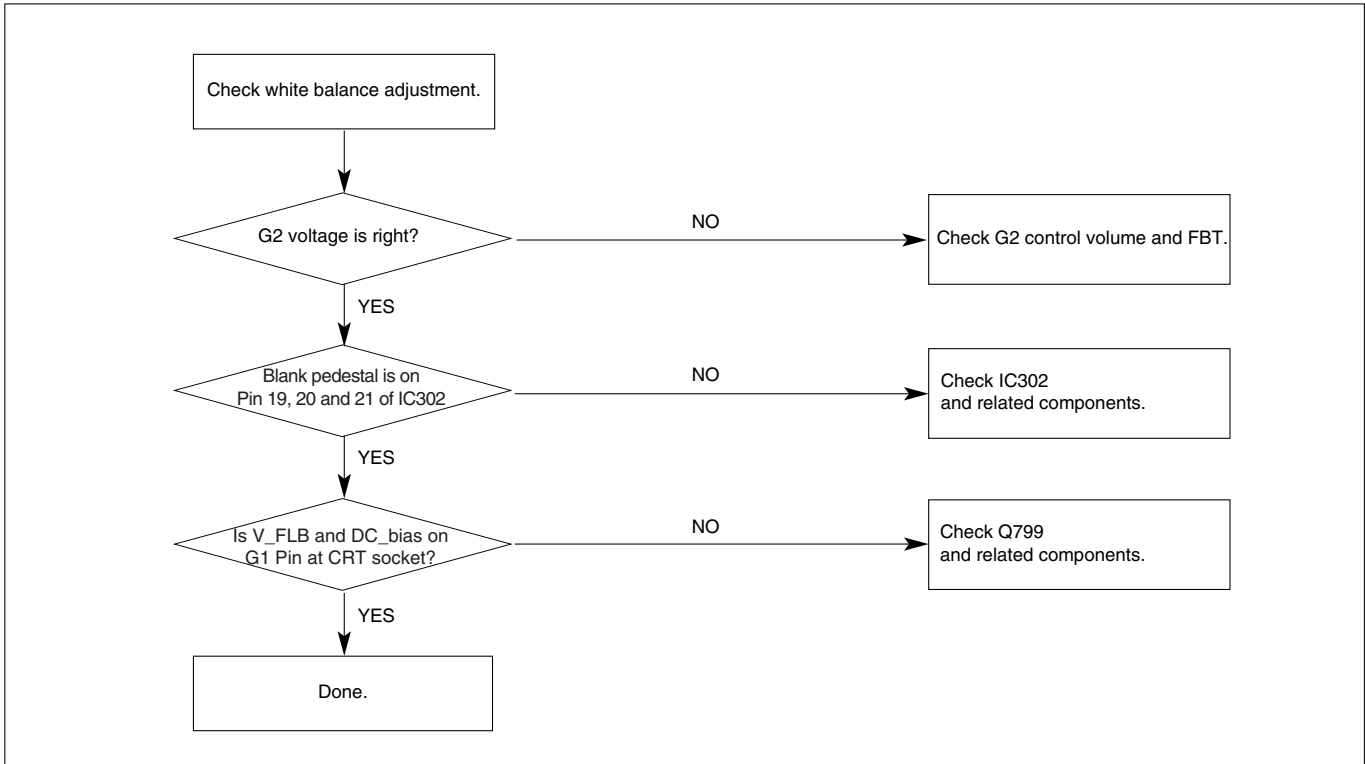 Check white balance adjustment.
G2 voltage is right?
NO
Check G2 control volume and FBT.
YES
Blank pedestal is on
Pin 19, 20 and 21 of IC302
NO
Check IC302
and related components.
YES
Is V_FLB and DC_bias on
G1 Pin at CRT socket?
NO
Check Q799
and related components.
YES
Done.